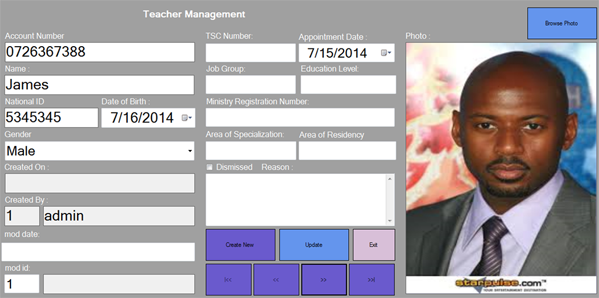 Teacher Management
Browse Photo
Account Number
0726367388
Name :
James
National ID
Date of Birth :
5345345
7/16/2014
Gender
Male
Created On :
Created By :
1
admin
mod date:
mod id:
1
TSC Number:
Appointment Date :
7/15/2014
Job Group:
Education Level:
Ministry Registration Number:
Area of Specialization:
Area of Residency
Dismissed
Reason :
Create New
Update
Exit
|<<
<<
>>
>>|
Photo :
starpulse.com™